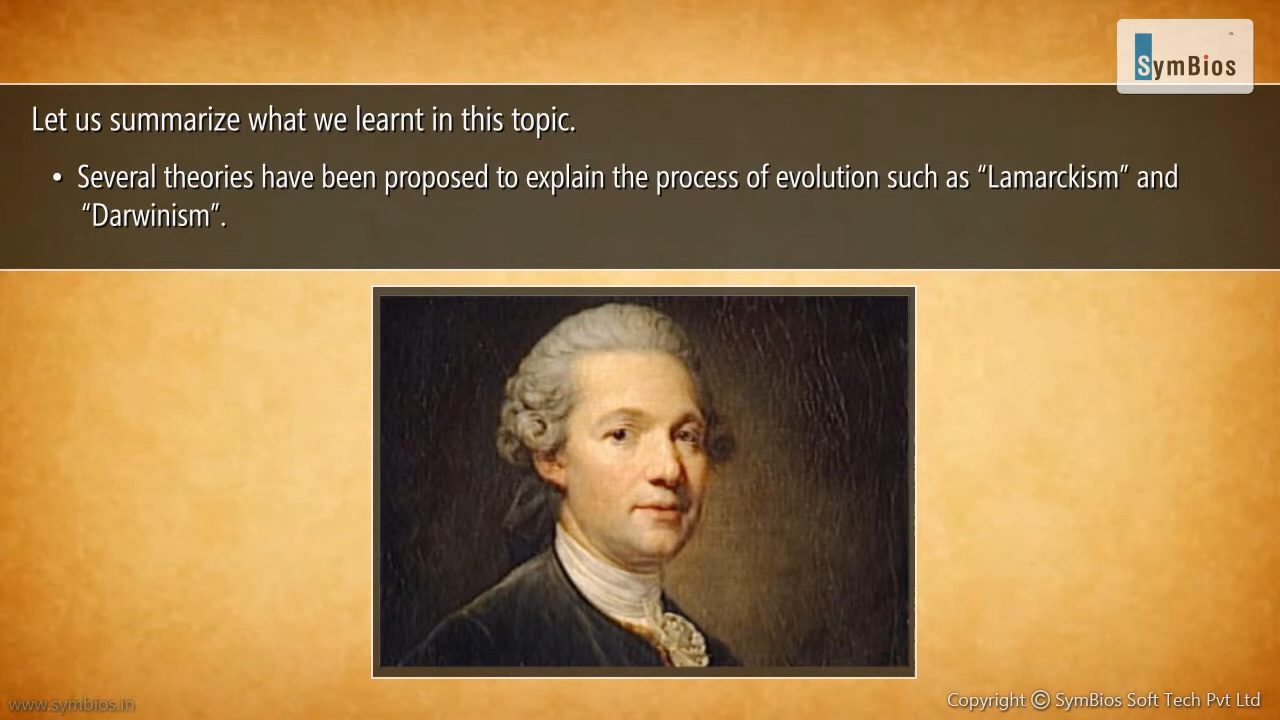 SymBios
™
Let us summarize what we learnt in this topic.
• Several theories have been proposed to explain the process of evolution such as “Lamarckism” and
“Darwinism”.
www.symbios.in
Copyright © SymBios Soft Tech Pvt Ltd